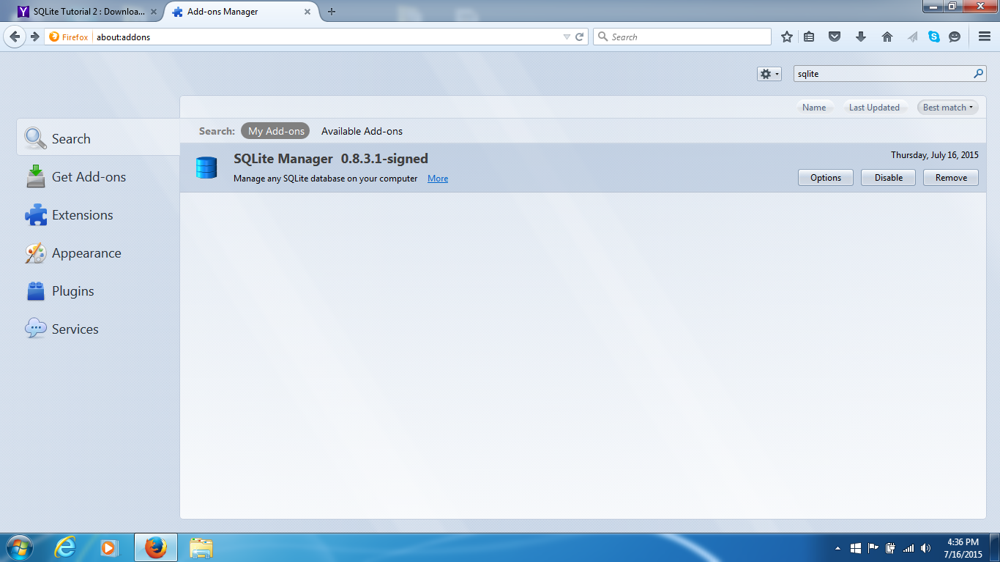 SQLite Tutorial 2 : Downloa...
Add-ons Manager
Firefox
about:addons
Search
sqlite
Name
Last Updated
Best match
Search
Get Add-ons
Extensions
Appearance
Plugins
Services
Search:
My Add-ons
Available Add-ons
SQLite Manager 0.8.3.1-signed
Thursday, July 16, 2015
Manage any SQLite database on your computer More
Options
Disable
Remove
4:36 PM
7/16/2015